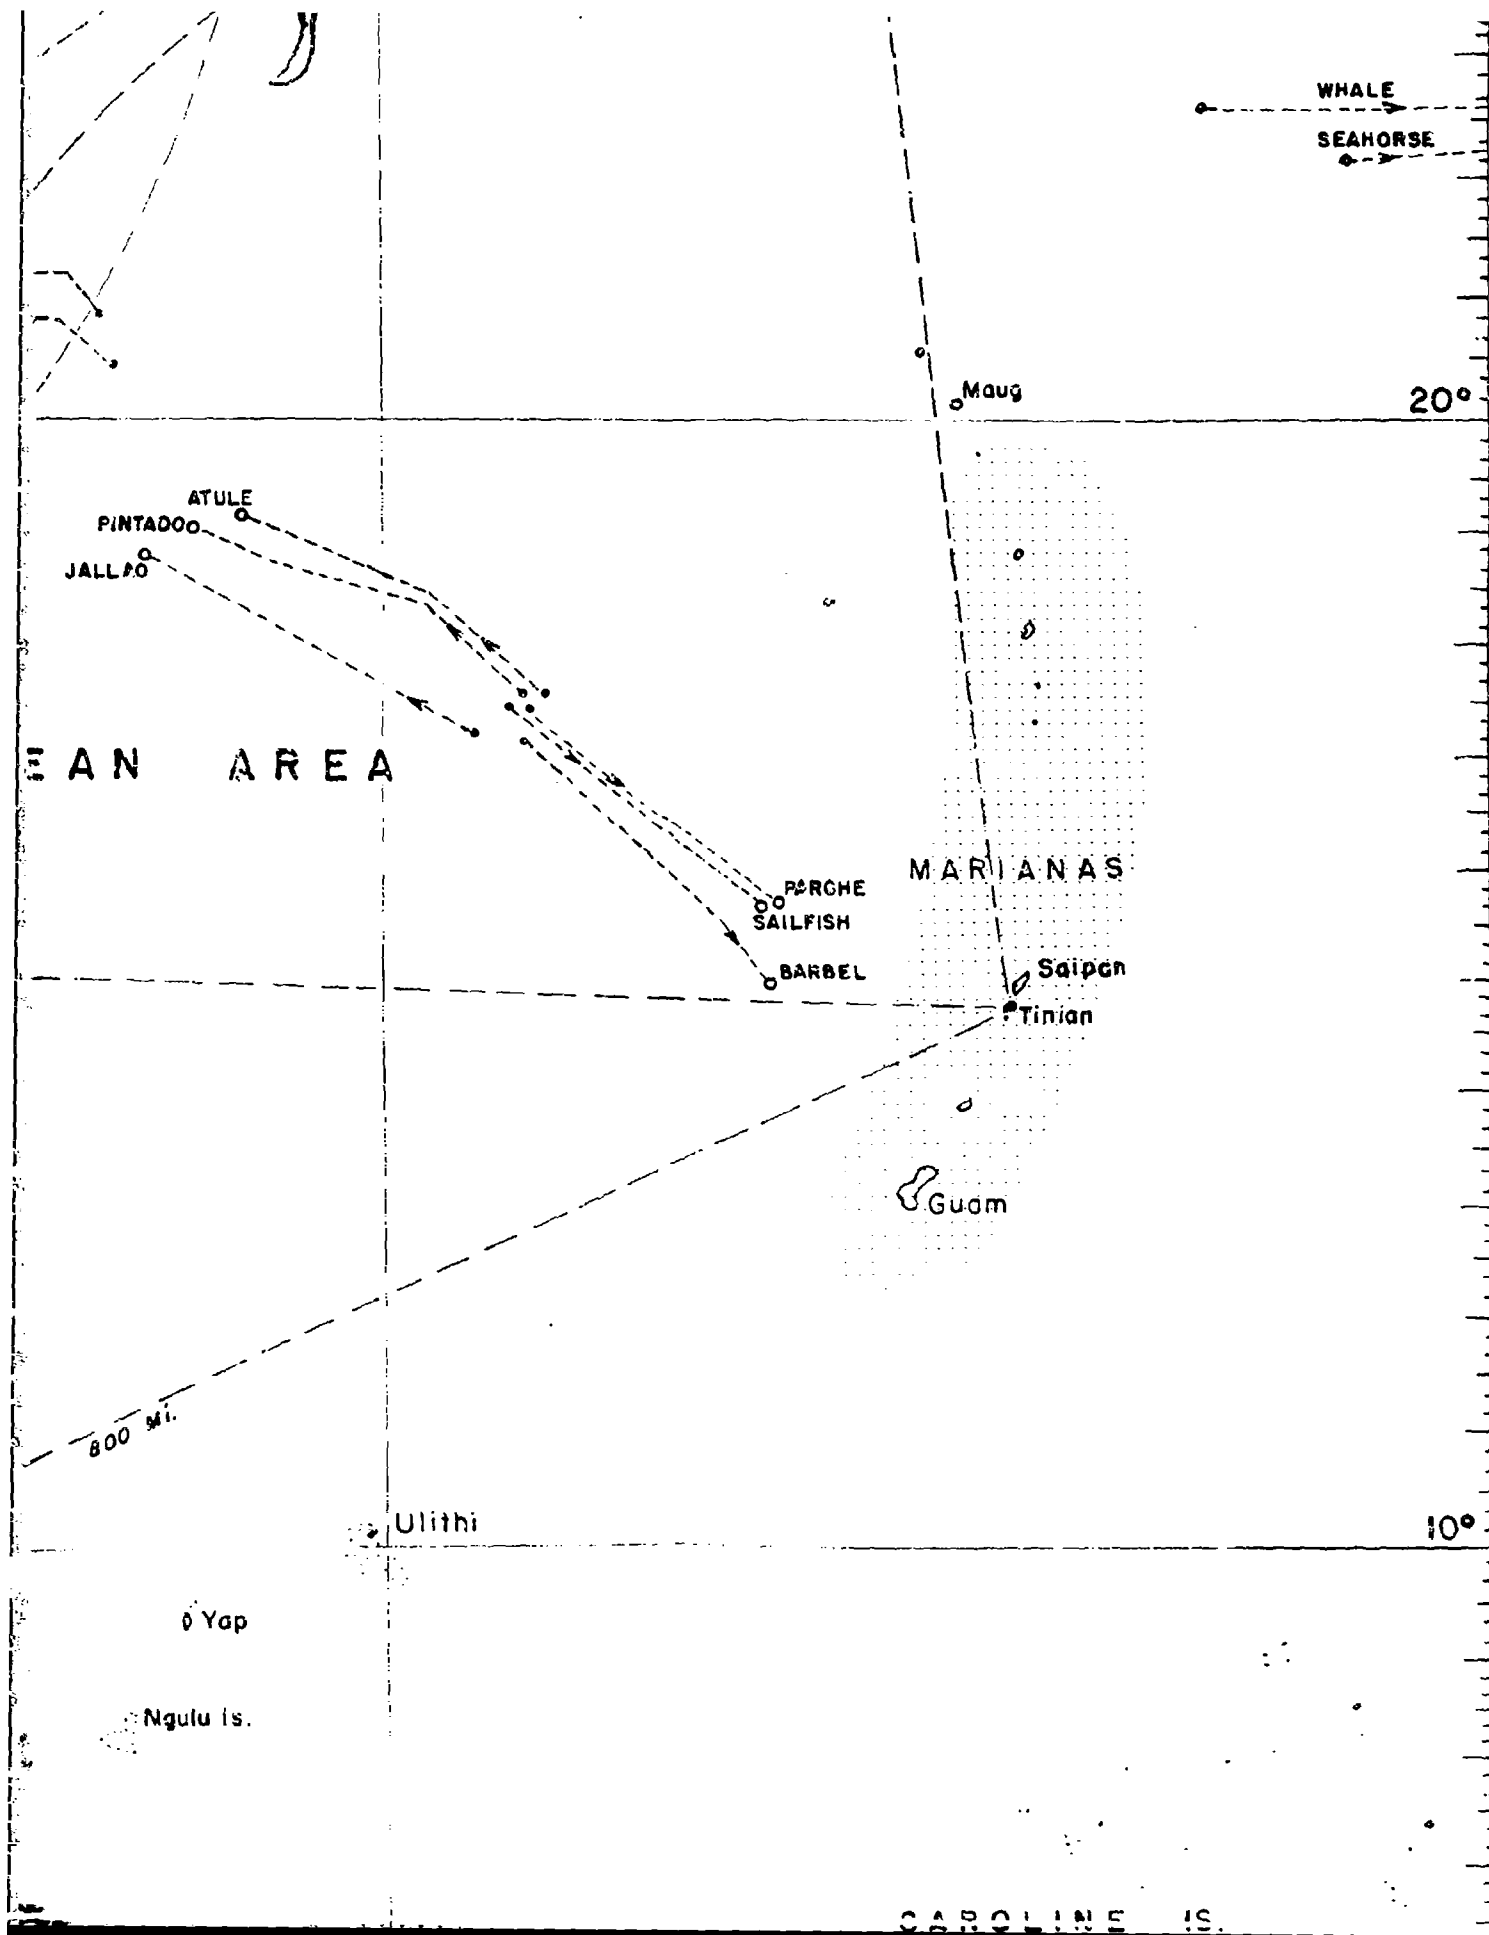 WHALE
SEAHORSE
Maug
20°
ATULE
PINTADO
JALLAO
EAN AREA
MARIANAS
PARCHE
SAILFISH
BARBEL
Saipan
Tinian
Guam
800 Mi.
Ulithi
10°
Yap
Ngulu Is.
CAROLINE IS.